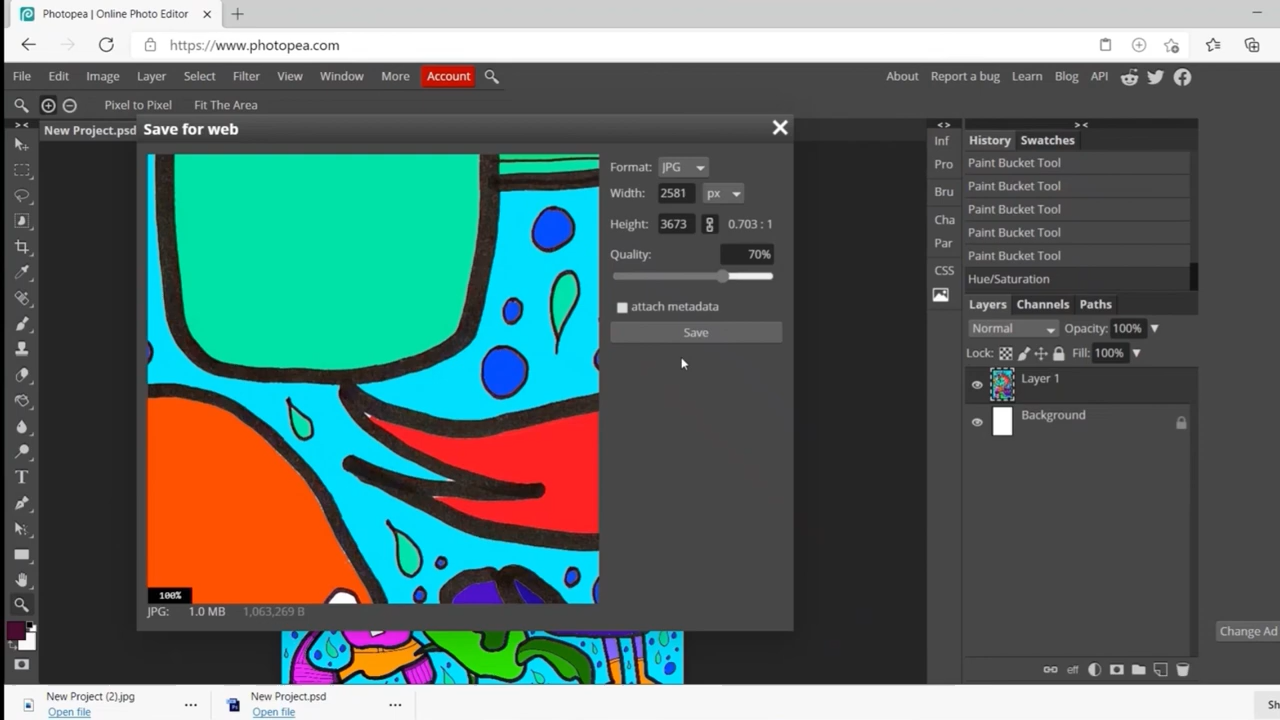 Photopea | Online Photo Editor
https://www.photopea.com
File Edit Image Layer Select Filter View Window More Account
About Report a bug Learn Blog API
Pixel to Pixel Fit The Area
New Project.psd
Save for web
Format: JPG
Width: 2581 px
Height: 3673 0.703 : 1
Quality: 70%
attach metadata
Save
100%
JPG: 1.0 MB 1,063,269 B
Inf
Pro
Bru
Cha
Par
CSS
History Swatches
Paint Bucket Tool
Paint Bucket Tool
Paint Bucket Tool
Paint Bucket Tool
Paint Bucket Tool
Hue/Saturation
Layers Channels Paths
Normal Opacity: 100%
Lock: Fill: 100%
Layer 1
Background
eff
Change Ad
New Project (2).jpg
Open file
New Project.psd
Open file
Sh